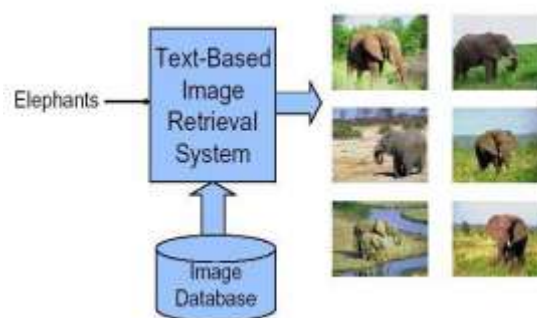 Elephants
Text-Based
Image
Retrieval
System
Image
Database